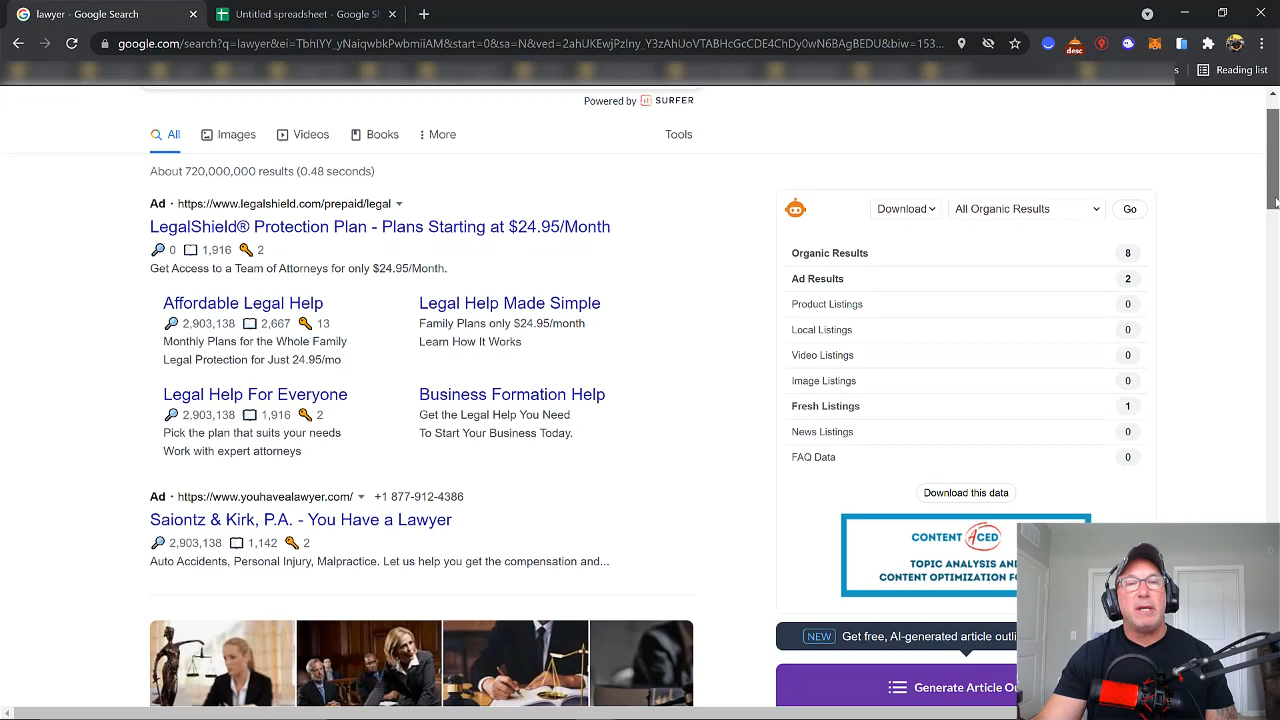 lawyer - Google Search
Untitled spreadsheet - Google S
google.com/search?q=lawyer&ei=TbhIYY_yNaiqwbkPwbmiiAM&start=0&sa=N&ved=2ahUKEwjPzIny_Y3zAhUoVTABHcGcCDE4ChDy0wN6BAgBEDU&biw=153...
desc
Reading list
Powered by SURFER
All Images Videos Books More Tools
About 720,000,000 results (0.48 seconds)
Ad · https://www.legalshield.com/prepaid/legal
LegalShield® Protection Plan - Plans Starting at $24.95/Month
0 1,916 2
Get Access to a Team of Attorneys for only $24.95/Month.
Affordable Legal Help
2,903,138 2,667 13
Monthly Plans for the Whole Family
Legal Protection for Just 24.95/mo
Legal Help Made Simple
Family Plans only $24.95/month
Learn How It Works
Legal Help For Everyone
2,903,138 1,916 2
Pick the plan that suits your needs
Work with expert attorneys
Business Formation Help
Get the Legal Help You Need
To Start Your Business Today.
Ad · https://www.youhavealawyer.com/ +1 877-912-4386
Saiontz & Kirk, P.A. - You Have a Lawyer
2,903,138 1,142 2
Auto Accidents, Personal Injury, Malpractice. Let us help you get the compensation and...
Download All Organic Results Go
Organic Results 8
Ad Results 2
Product Listings 0
Local Listings 0
Video Listings 0
Image Listings 0
Fresh Listings 1
News Listings 0
FAQ Data 0
Download this data
CONTENT ACED
TOPIC ANALYSIS AND
CONTENT OPTIMIZATION FO
NEW Get free, AI-generated article outli
Generate Article Ou